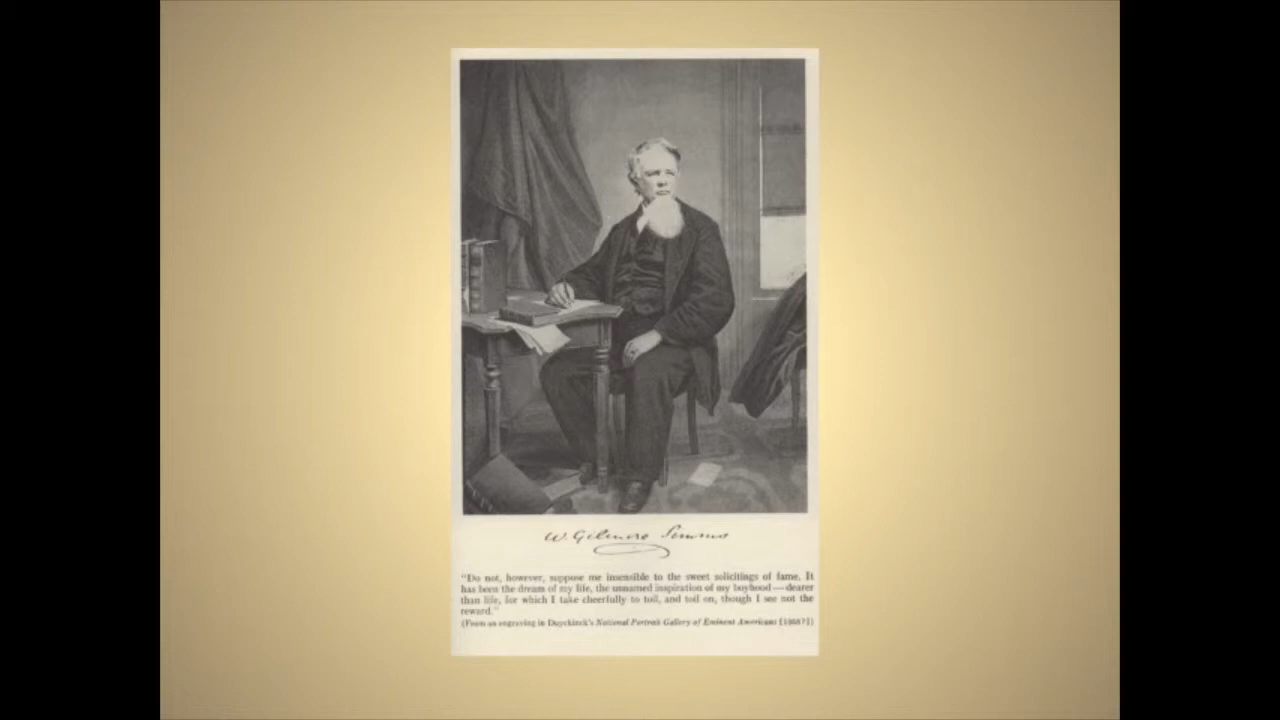 W. Gilmore Simms
"Do not, however, suppose me insensible to the sweet solicitings of fame. It
has been the dream of my life, the unnamed inspiration of my boyhood — dearer
than life, for which I take cheerfully to toil, and toil on, though I see not the
reward."
(From an engraving in Duyckinck's National Portrait Gallery of Eminent Americans [1868?])